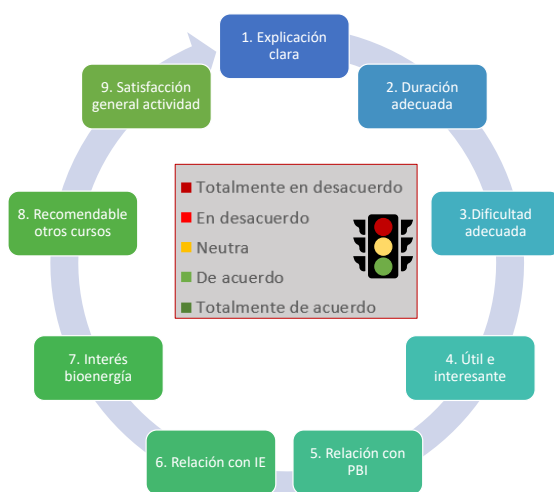 1. Explicación
clara
2. Duración
adecuada
3.Dificultad
adecuada
4. Útil e
interesante
5. Relación con
PBI
6. Relación con IE
7. Interés
bioenergía
8. Recomendable
otros cursos
9. Satisfacción
general actividad
Totalmente en desacuerdo
En desacuerdo
Neutra
De acuerdo
Totalmente de acuerdo